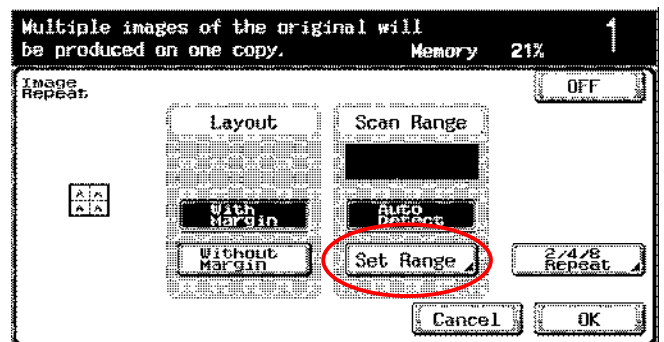 Multiple images of the original will
be produced on one copy. Memory 21% 1
Image
Repeat
OFF
Layout Scan Range
A A
A A
With
Margin
Auto
Detect
Without
Margin
Set Range
2/4/8
Repeat
Cancel OK